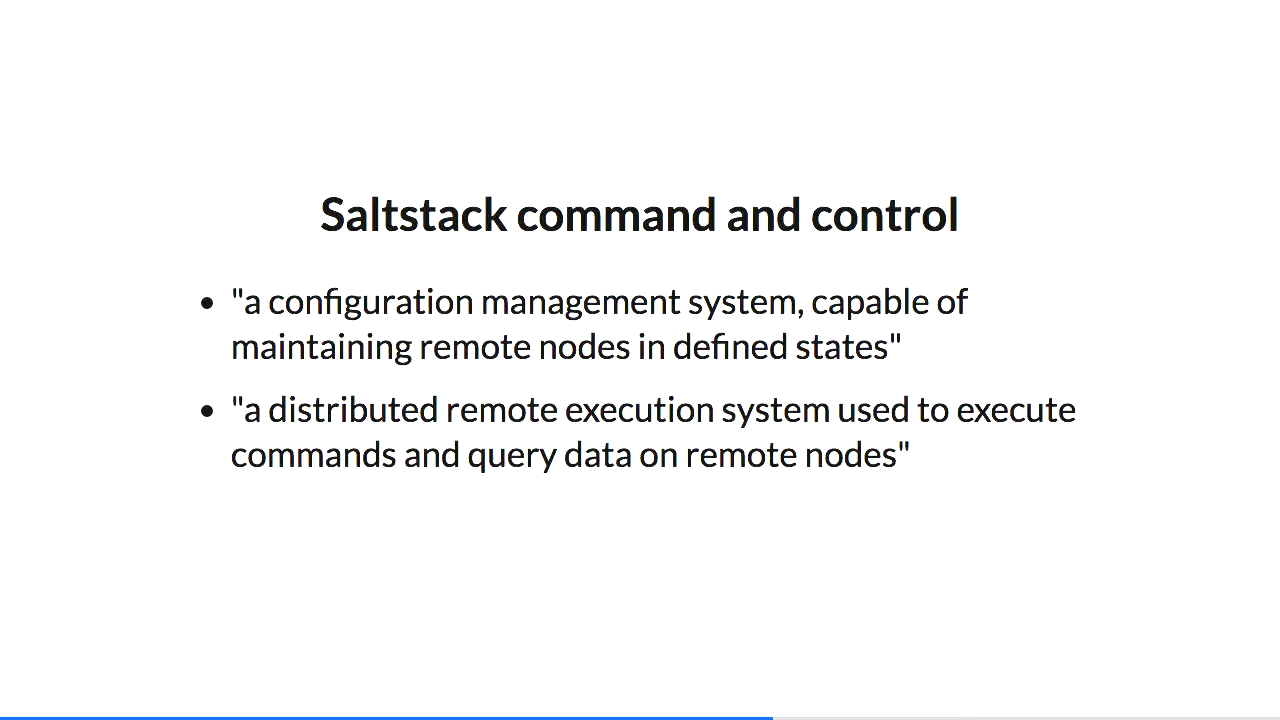 Saltstack command and control
• "a configuration management system, capable of
maintaining remote nodes in defined states"
• "a distributed remote execution system used to execute
commands and query data on remote nodes"